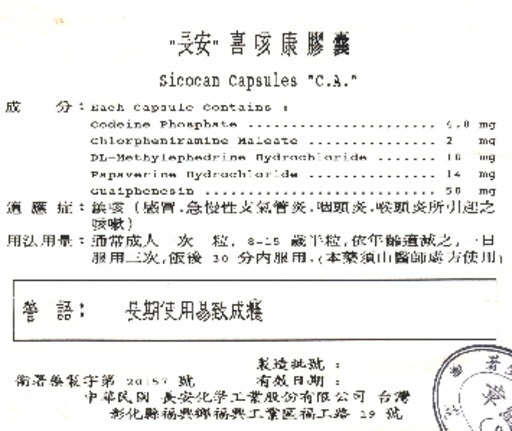 "長安" 喜咳康膠囊
Sicocan Capsules "C.A."
成 分：Each Capsule Contains :
Codeine Phosphate ........................ mg
Chlorpheniramine Maleate ................ 2 mg
DL-Methylephedrine Hydrochloride ........ mg
Papaverine Hydrochloride ................ 14 mg
Guaiphenesin ............................ 50 mg
適 應 症：鎮咳 (感冒.急慢性支氣管炎.咽頭炎.喉頭炎所引起之
咳嗽)
用法用量：通常成人 次 粒, 8-15 歲半粒,依年齡遞減之, 一日
服用三次,飯後 30 分內服用.(本藥須由醫師處方使用)
警 語： 長期使用易致成癮
製造批號：
衛署藥製字第 號 有效日期：
中華民國 長安化學工業股份有限公司 台灣
彰化縣福興鄉福興工業區福工路 19 號